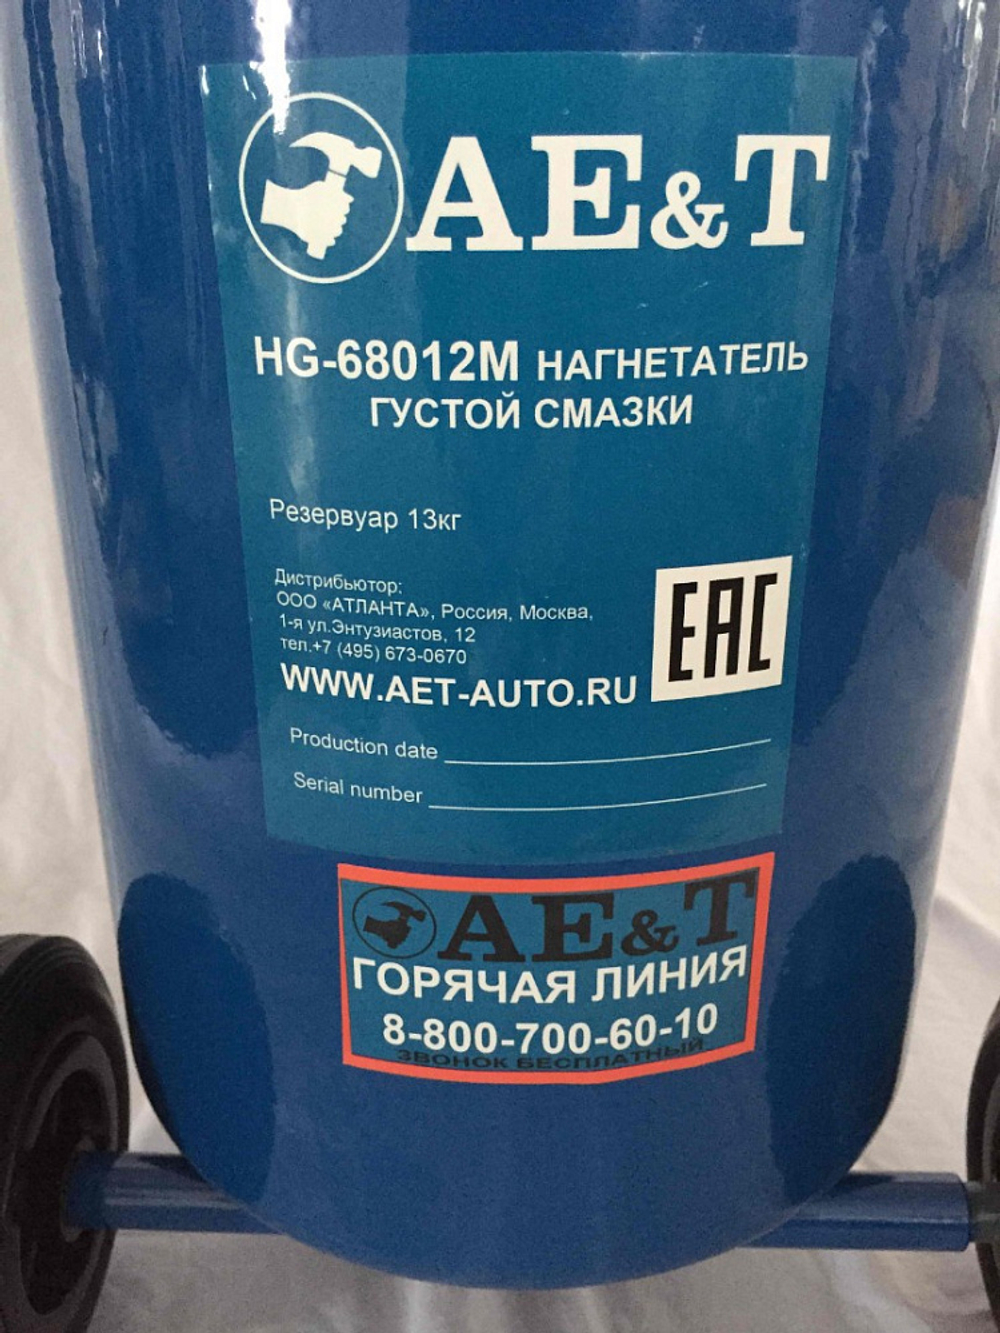 AE&T
HG-68012M НАГНЕТАТЕЛЬ
ГУСТОЙ СМАЗКИ
Резервуар 13кг
Дистрибьютор:
ООО «АТЛАНТА», Россия, Москва,
1-я ул.Энтузиастов, 12
тел.+7 (495) 673-0670
WWW.AET-AUTO.RU
EAC
Production date
Serial number
AE&T
ГОРЯЧАЯ ЛИНИЯ
8-800-700-60-10
ЗВОНОК БЕСПЛАТНЫЙ